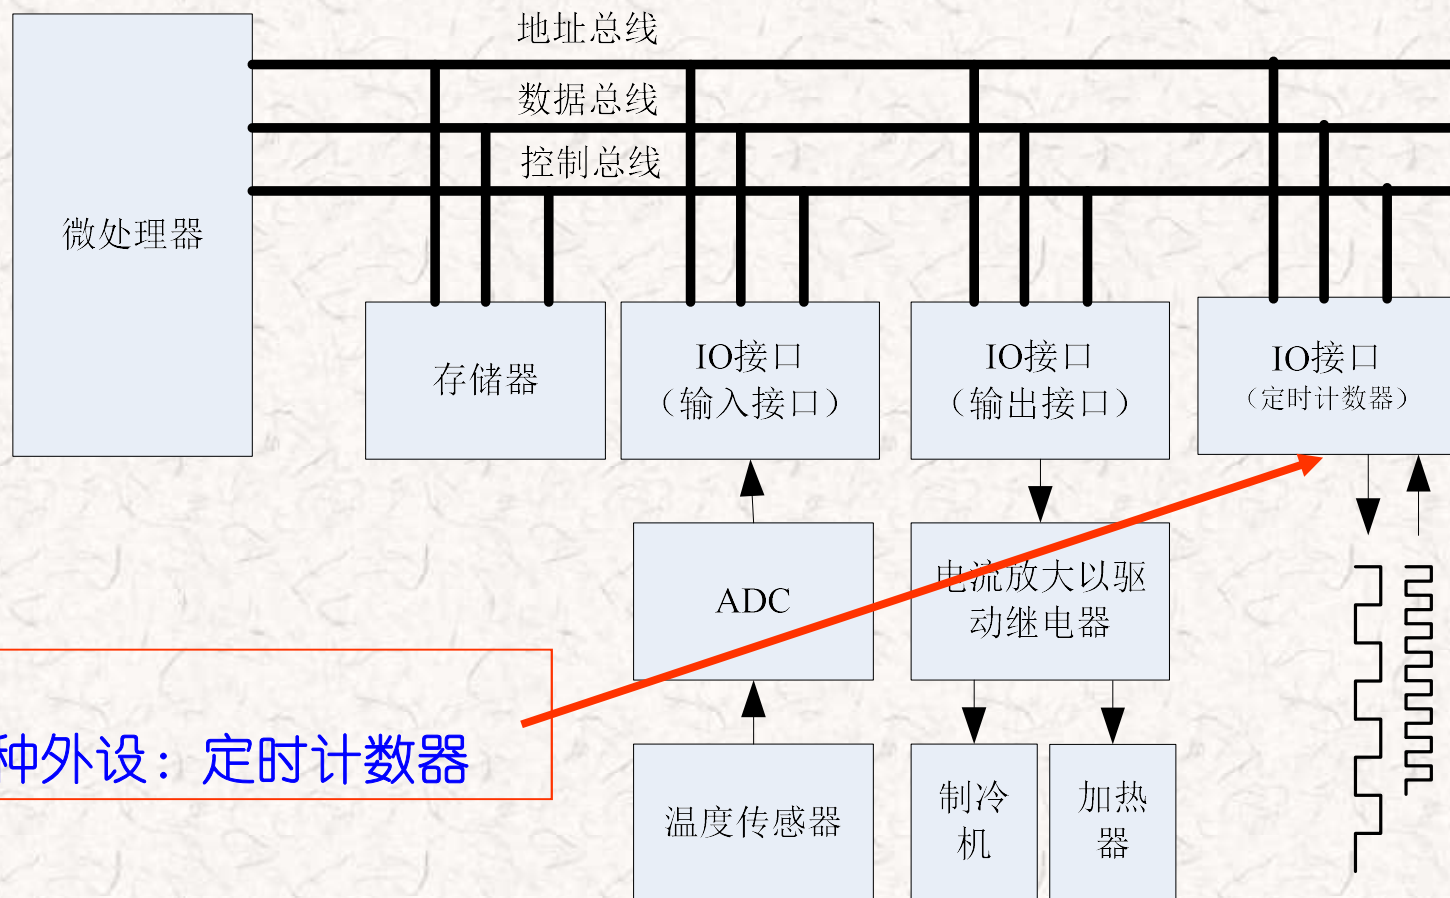 地址总线
数据总线
控制总线
微处理器
存储器
IO接口
（输入接口）
IO接口
（输出接口）
IO接口
（定时计数器）
ADC
电流放大以驱
动继电器
种外设：定时计数器
温度传感器
制冷
机
加热
器